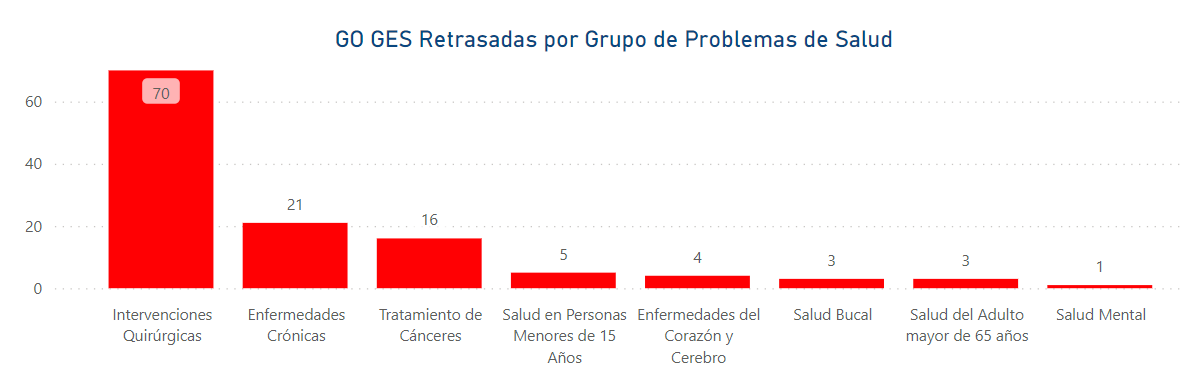 GO GES Retrasadas por Grupo de Problemas de Salud
60
40
20
0
70
21
16
5
4
3
3
1
Intervenciones
Quirúrgicas
Enfermedades
Crónicas
Tratamiento de
Cánceres
Salud en Personas
Menores de 15
Años
Enfermedades del
Corazón y
Cerebro
Salud Bucal
Salud del Adulto
mayor de 65 años
Salud Mental